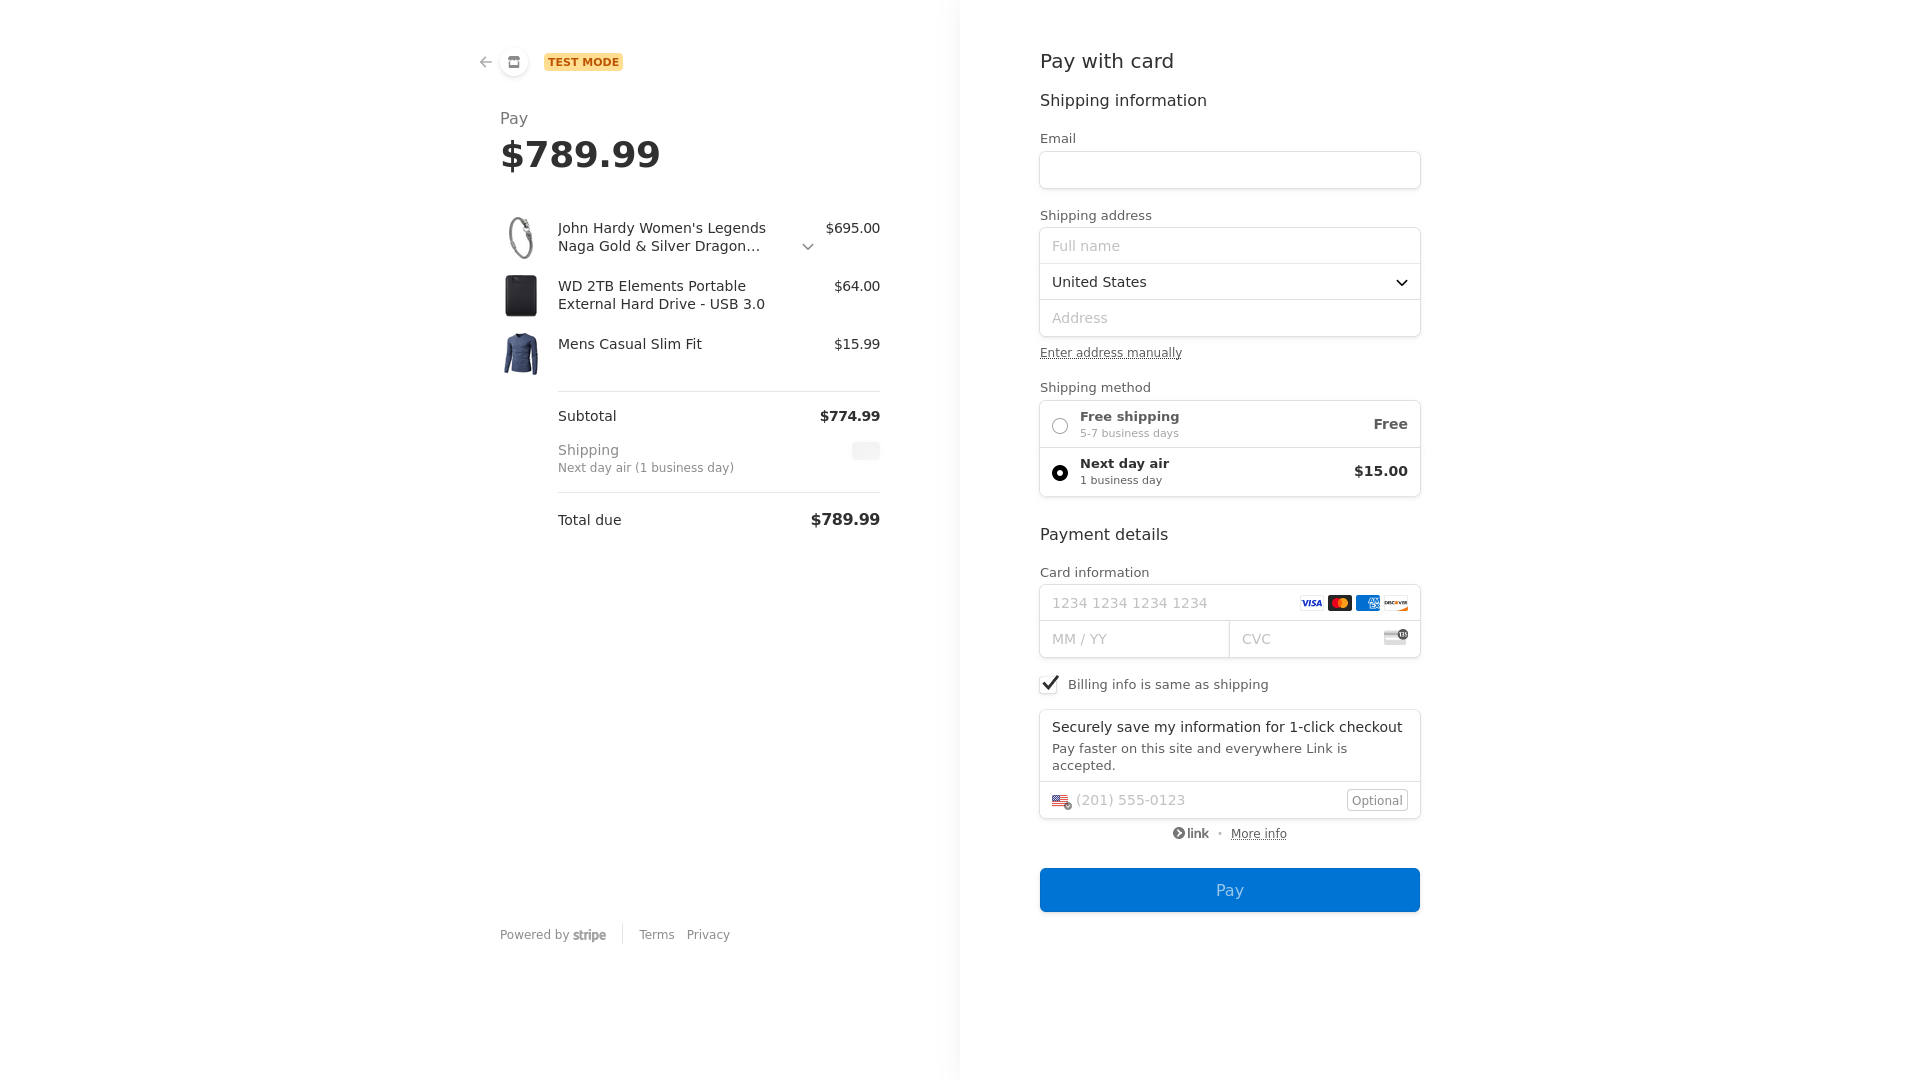 TEST MODE
Pay
$789.99
John Hardy Women's Legends
Naga Gold & Silver Dragon...
$695.00
WD 2TB Elements Portable
External Hard Drive - USB 3.0
$64.00
Mens Casual Slim Fit
$15.99
Subtotal
$774.99
Shipping
Next day air (1 business day)
Total due
$789.99
Powered by stripe
Terms
Privacy
Pay with card
Shipping information
Email
Shipping address
Full name
United States
Address
Enter address manually
Shipping method
Free shipping
5-7 business days
Free
Next day air
1 business day
$15.00
Payment details
Card information
1234 1234 1234 1234
VISA
AMEX
DISCOVER
MM / YY
CVC
135
Billing info is same as shipping
Securely save my information for 1-click checkout
Pay faster on this site and everywhere Link is
accepted.
(201) 555-0123
Optional
link
More info
Pay